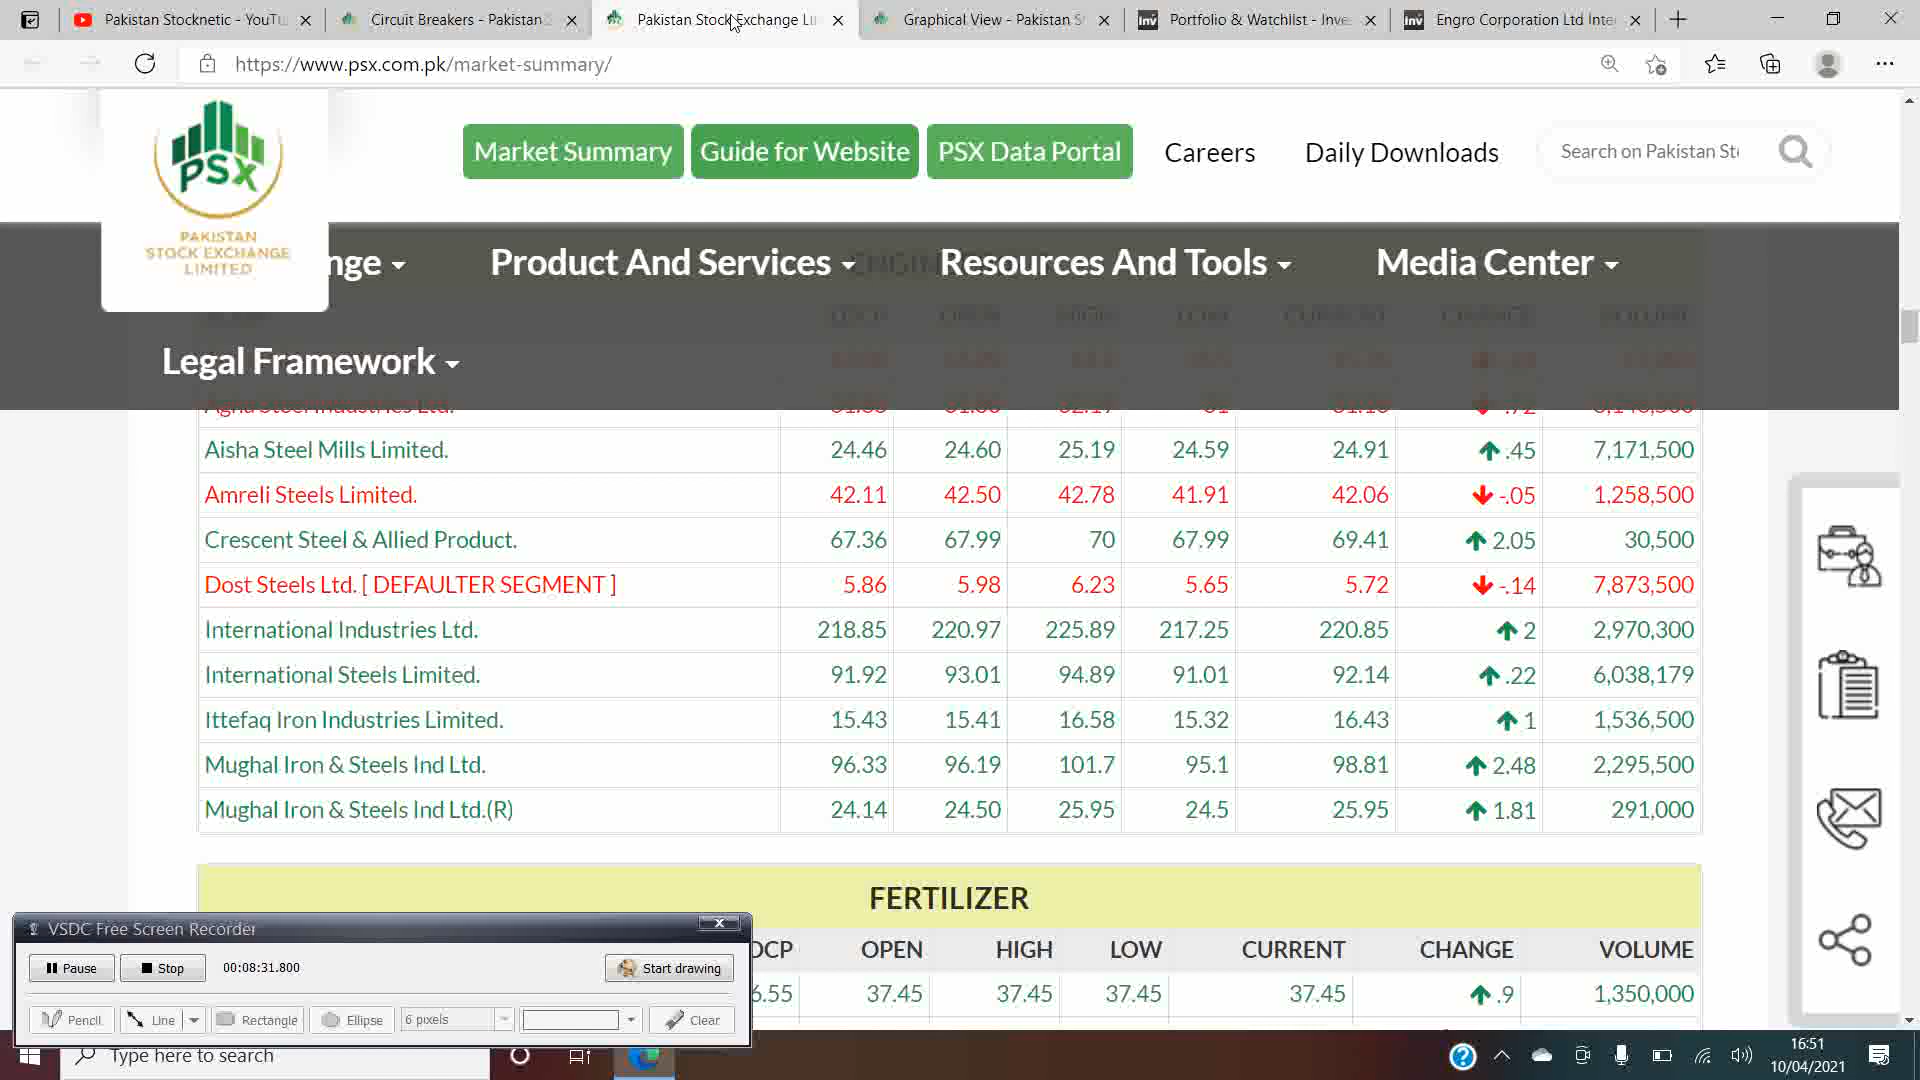 Pakistan Stocknetic - YouTu
Circuit Breakers - Pakistan S
Pakistan Stock Exchange Li
Graphical View - Pakistan St
Portfolio & Watchlist - Inve
Engro Corporation Ltd Inte
https://www.psx.com.pk/market-summary/
PSX
PAKISTAN
STOCK EXCHANGE
LIMITED
Market Summary
Guide for Website
PSX Data Portal
Careers
Daily Downloads
Search on Pakistan Sto
nge
Product And Services
Resources And Tools
Media Center
Legal Framework
Aisha Steel Mills Limited. 24.46 24.60 25.19 24.59 24.91 .45 7,171,500
Amreli Steels Limited. 42.11 42.50 42.78 41.91 42.06 -.05 1,258,500
Crescent Steel & Allied Product. 67.36 67.99 70 67.99 69.41 2.05 30,500
Dost Steels Ltd. [ DEFAULTER SEGMENT ] 5.86 5.98 6.23 5.65 5.72 -.14 7,873,500
International Industries Ltd. 218.85 220.97 225.89 217.25 220.85 2 2,970,300
International Steels Limited. 91.92 93.01 94.89 91.01 92.14 .22 6,038,179
Ittefaq Iron Industries Limited. 15.43 15.41 16.58 15.32 16.43 1 1,536,500
Mughal Iron & Steels Ind Ltd. 96.33 96.19 101.7 95.1 98.81 2.48 2,295,500
Mughal Iron & Steels Ind Ltd.(R) 24.14 24.50 25.95 24.5 25.95 1.81 291,000
FERTILIZER
DCP OPEN HIGH LOW CURRENT CHANGE VOLUME
6.55 37.45 37.45 37.45 37.45 .9 1,350,000
VSDC Free Screen Recorder
Pause
Stop
00:08:31.800
Start drawing
Pencil
Line
Rectangle
Ellipse
6 pixels
Clear
Type here to search
16:51
10/04/2021